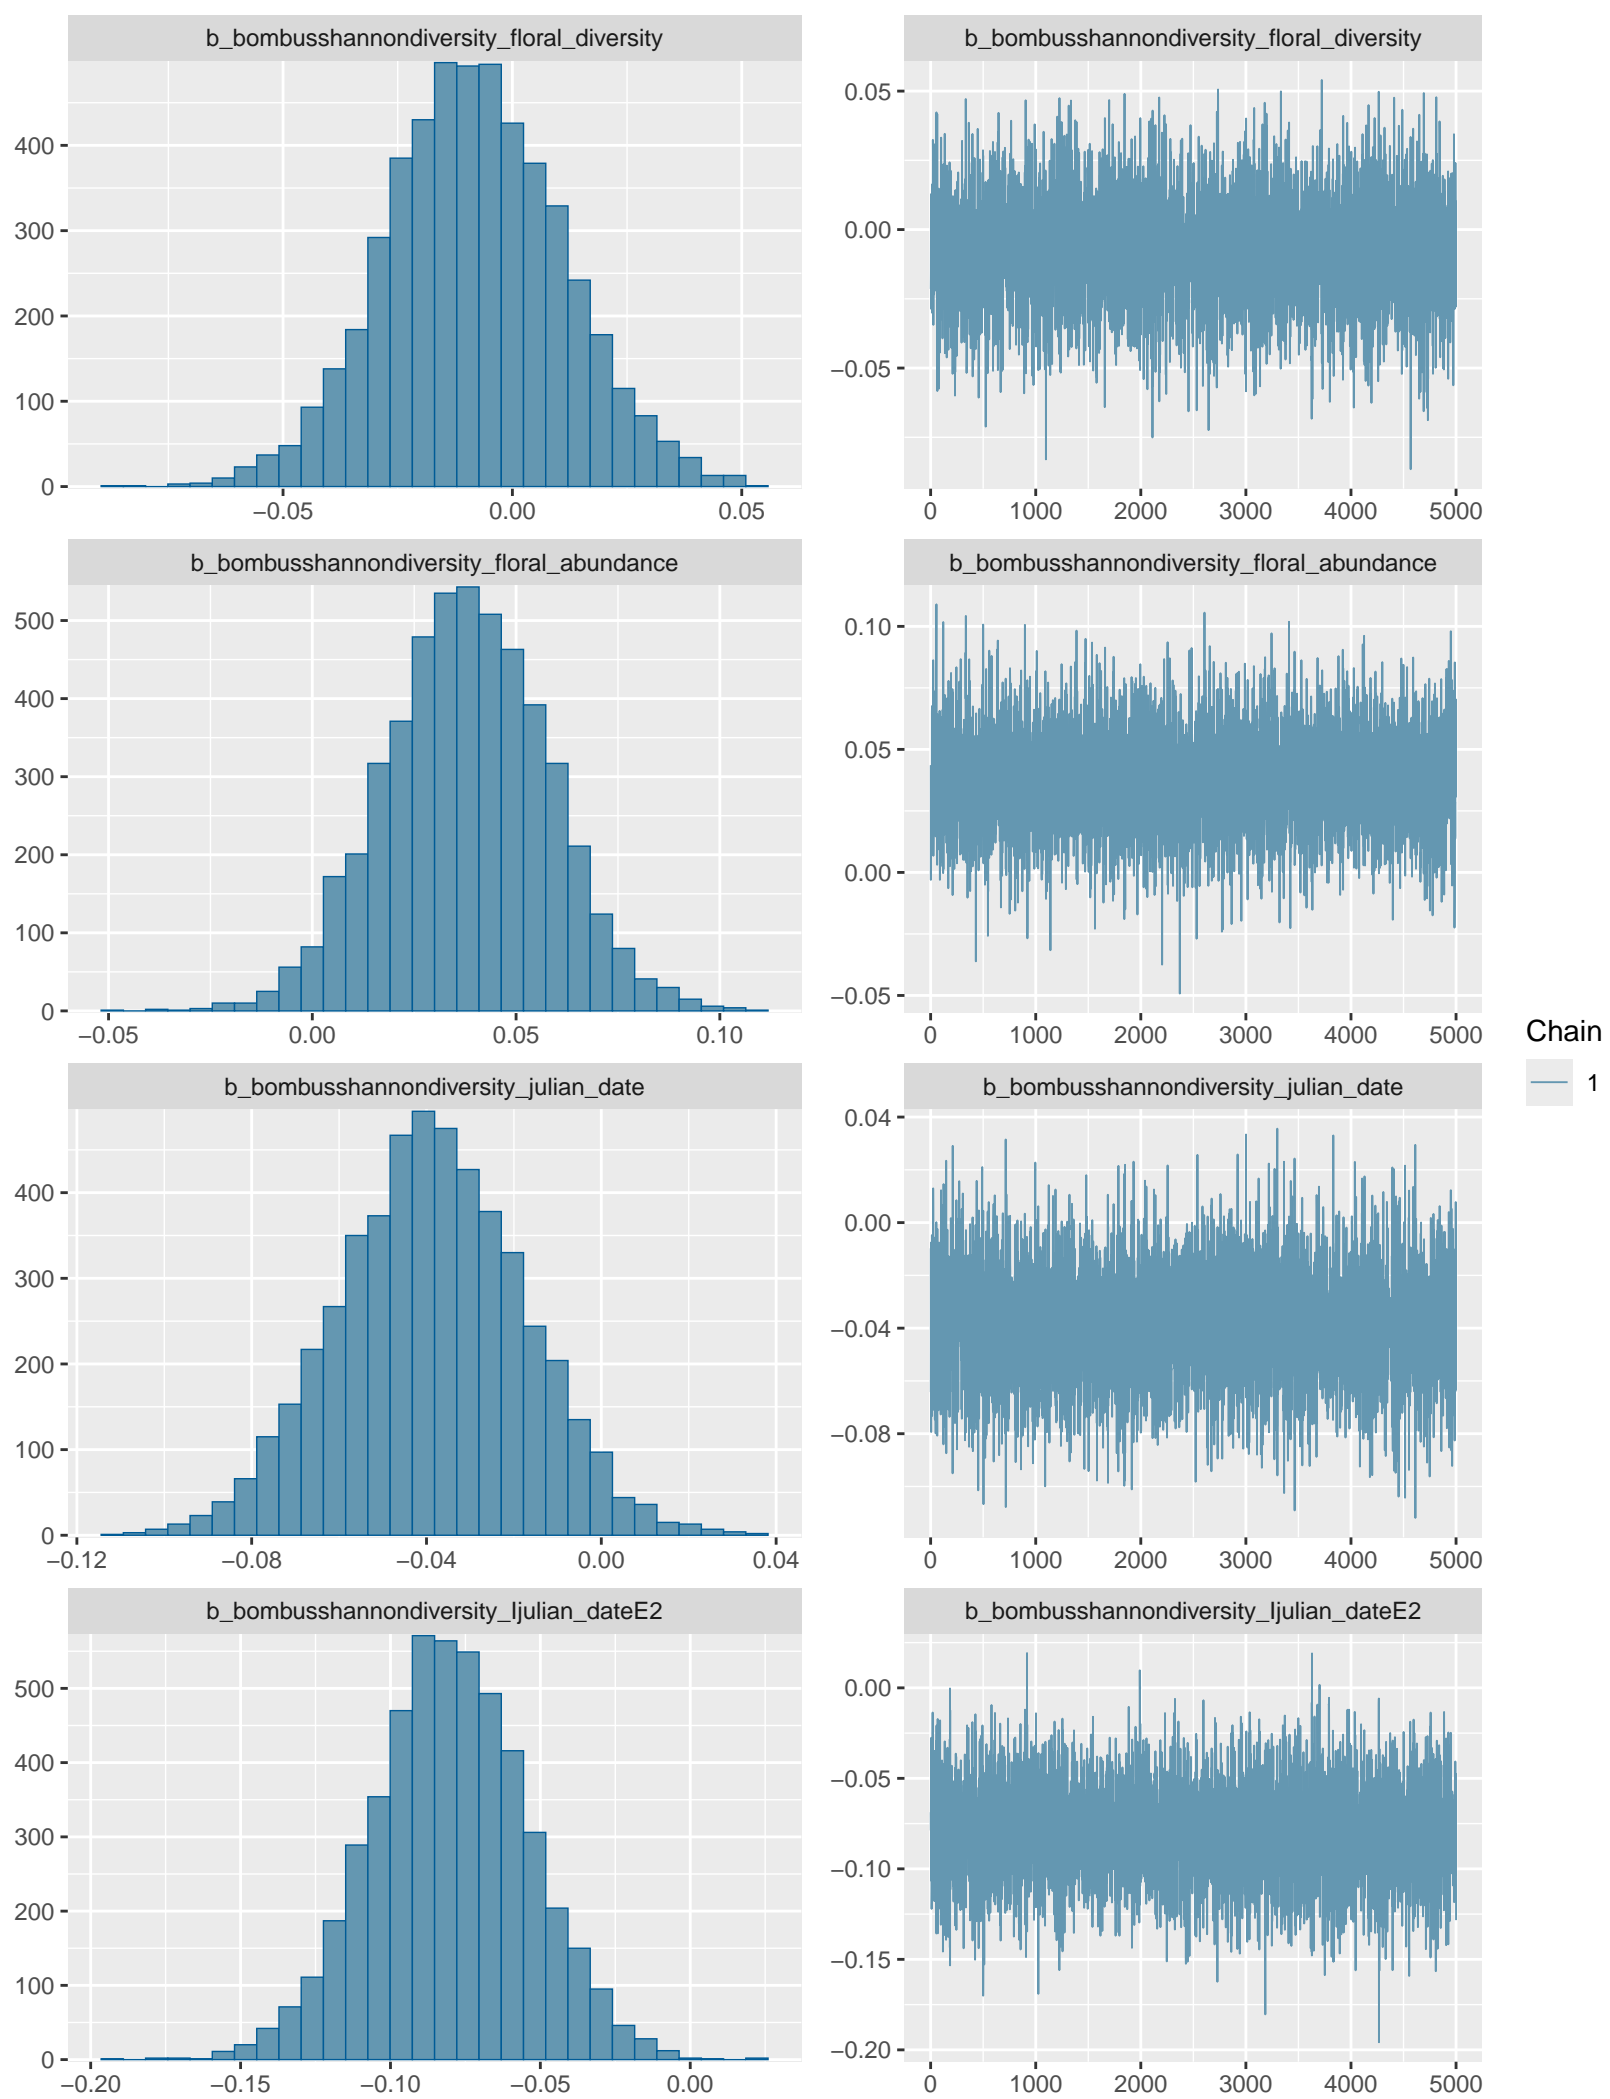 b_bombusshannondiversity_floral_diversity
400
300
200
100
0
−0.05 0.00 0.05
b_bombusshannondiversity_floral_diversity
0.05
0.00
−0.05
0 1000 2000 3000 4000 5000
b_bombusshannondiversity_floral_abundance
500
400
300
200
100
0
−0.05 0.00 0.05 0.10
b_bombusshannondiversity_floral_abundance
0.10
0.05
0.00
−0.05
0 1000 2000 3000 4000 5000
b_bombusshannondiversity_julian_date
400
300
200
100
0
−0.12 −0.08 −0.04 0.00 0.04
b_bombusshannondiversity_julian_date
0.04
0.00
−0.04
−0.08
0 1000 2000 3000 4000 5000
b_bombusshannondiversity_Ijulian_dateE2
500
400
300
200
100
0
−0.20 −0.15 −0.10 −0.05 0.00
b_bombusshannondiversity_Ijulian_dateE2
0.00
−0.05
−0.10
−0.15
−0.20
0 1000 2000 3000 4000 5000
Chain
1